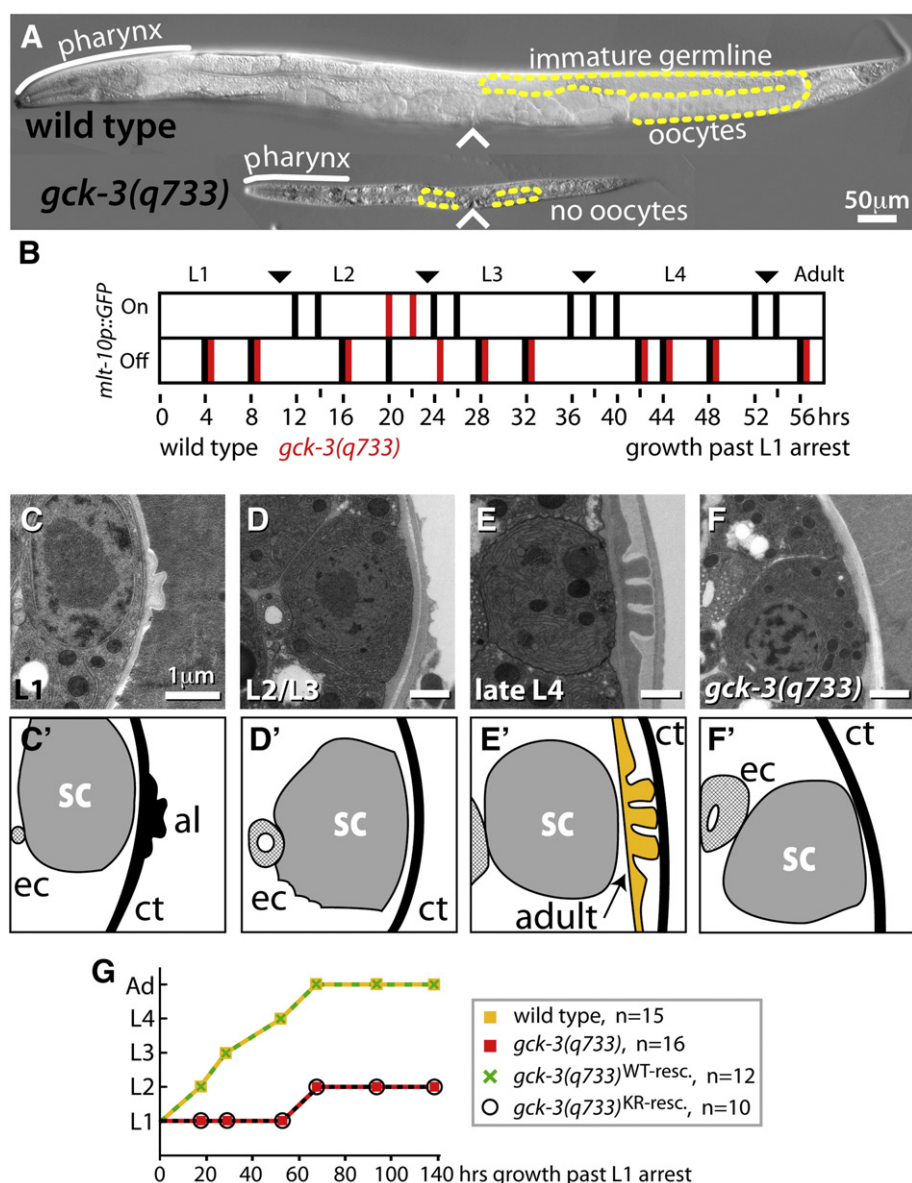 A
pharynx
immature germline
wild type
oocytes
pharynx
gck-3(q733)
no oocytes
50μm
B
L1 L2 L3 L4 Adult
mlt-10p::GFP
On
Off
0 4 8 12 16 20 24 28 32 36 40 44 48 52 56 hrs
wild type gck-3(q733) growth past L1 arrest
C D E F
L1 1μm L2/L3 late L4 gck-3(q733)
C' D' E' F'
sc al ec ct
sc ec ct
sc ct adult
ec ct sc
G
Ad
L4
L3
L2
L1
0 20 40 60 80 100 120 140 hrs growth past L1 arrest
wild type, n=15
gck-3(q733), n=16
gck-3(q733)WT-resc., n=12
gck-3(q733)KR-resc., n=10